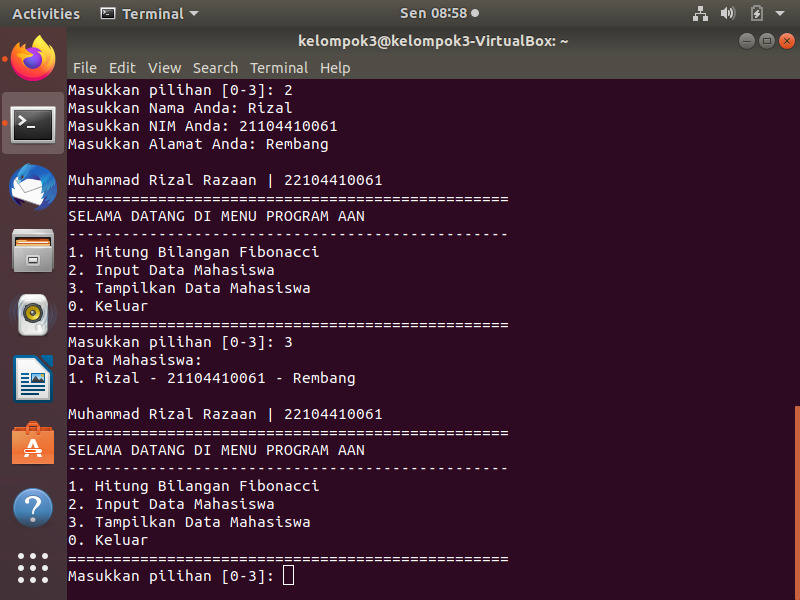 Activities Terminal Sen 08:58
kelompok3@kelompok3-VirtualBox: ~
File Edit View Search Terminal Help
Masukkan pilihan [0-3]: 2
Masukkan Nama Anda: Rizal
Masukkan NIM Anda: 21104410061
Masukkan Alamat Anda: Rembang
Muhammad Rizal Razaan | 22104410061
=================================================
SELAMA DATANG DI MENU PROGRAM AAN
-------------------------------------------------
1. Hitung Bilangan Fibonacci
2. Input Data Mahasiswa
3. Tampilkan Data Mahasiswa
0. Keluar
=================================================
Masukkan pilihan [0-3]: 3
Data Mahasiswa:
1. Rizal - 21104410061 - Rembang
Muhammad Rizal Razaan | 22104410061
=================================================
SELAMA DATANG DI MENU PROGRAM AAN
-------------------------------------------------
1. Hitung Bilangan Fibonacci
2. Input Data Mahasiswa
3. Tampilkan Data Mahasiswa
0. Keluar
=================================================
Masukkan pilihan [0-3]: